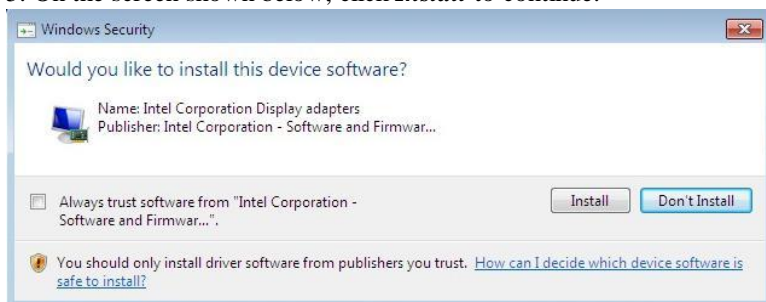 Windows Security
Would you like to install this device software?
Name: Intel Corporation Display adapters
Publisher: Intel Corporation - Software and Firmwar...
Always trust software from "Intel Corporation -
Software and Firmwar...".
Install
Don't Install
You should only install driver software from publishers you trust. How can I decide which device software is
safe to install?